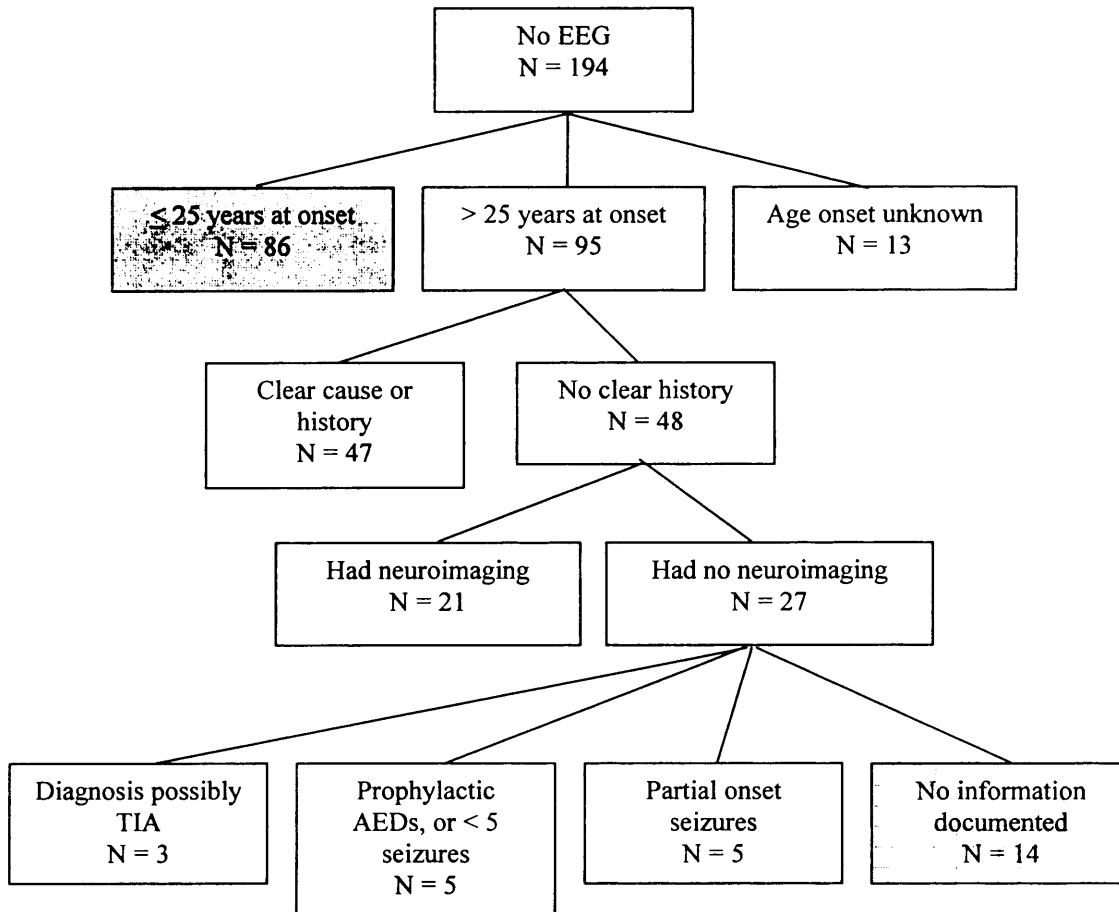 No EEG
N = 194
≤ 25 years at onset
N = 86
> 25 years at onset
N = 95
Age onset unknown
N = 13
Clear cause or
history
N = 47
No clear history
N = 48
Had neuroimaging
N = 21
Had no neuroimaging
N = 27
Diagnosis possibly
TIA
N = 3
Prophylactic
AEDs, or < 5
seizures
N = 5
Partial onset
seizures
N = 5
No information
documented
N = 14